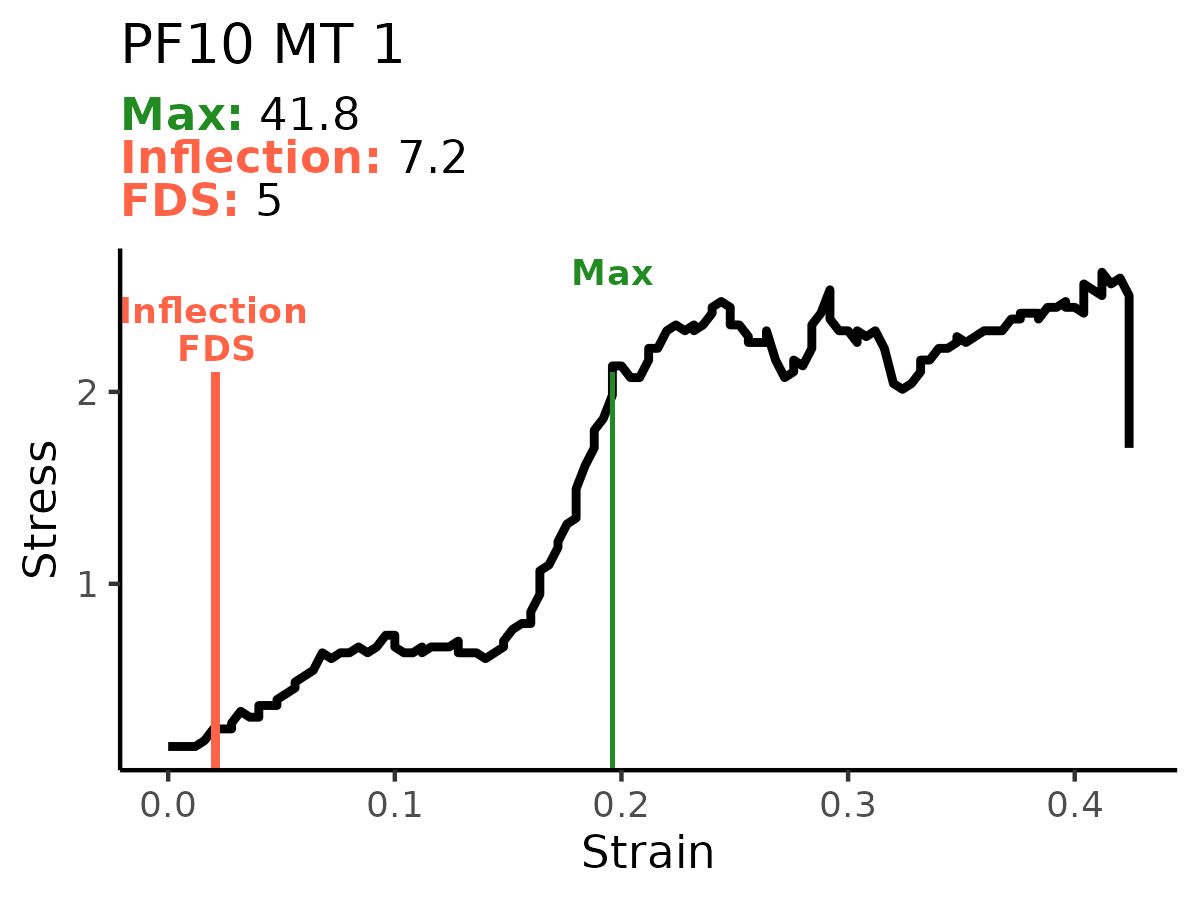 PF10 MT 1
Max: 41.8
Inflection: 7.2
FDS: 5
Max
Inflection
FDS
2
1
Stress
0.0 0.1 0.2 0.3 0.4
Strain